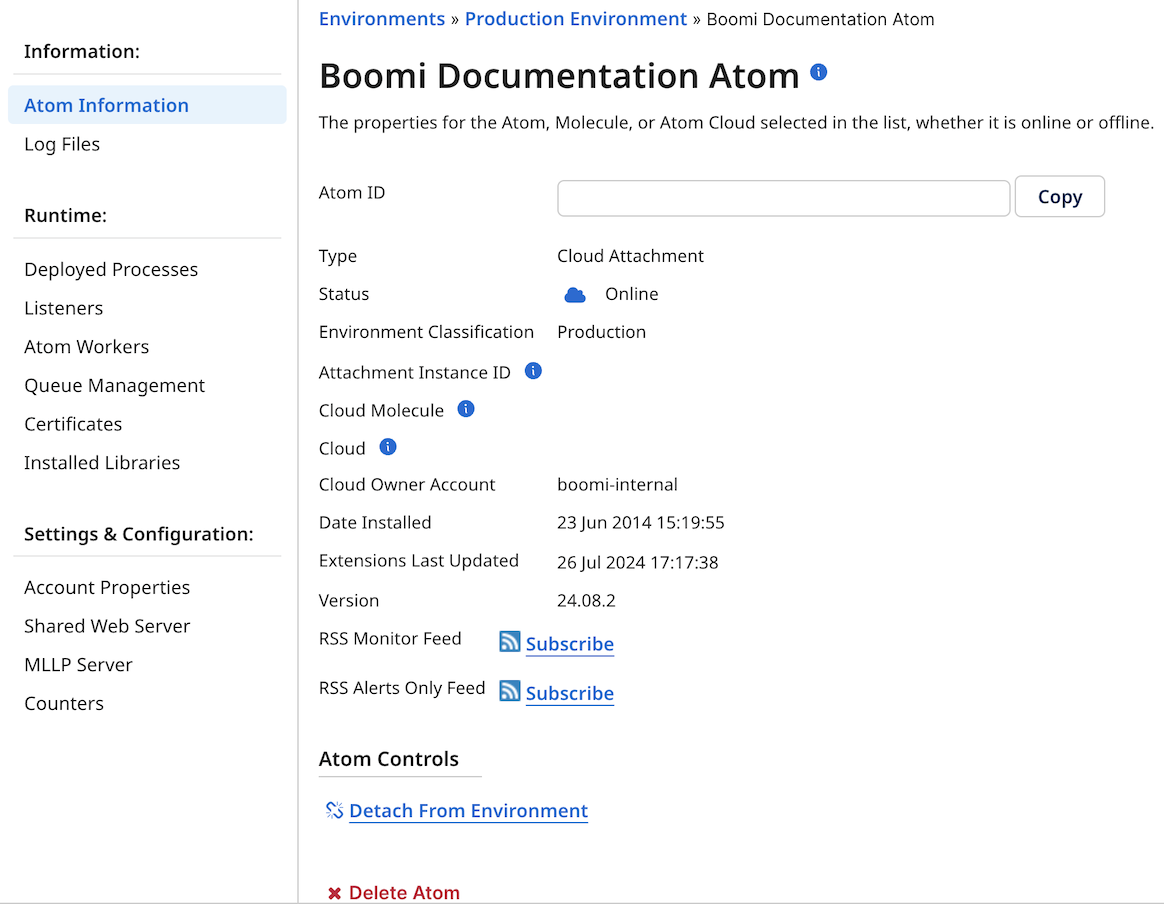 Information:
Atom Information
Log Files
Runtime:
Deployed Processes
Listeners
Atom Workers
Queue Management
Certificates
Installed Libraries
Settings & Configuration:
Account Properties
Shared Web Server
MLLP Server
Counters
Environments » Production Environment » Boomi Documentation Atom
Boomi Documentation Atom
The properties for the Atom, Molecule, or Atom Cloud selected in the list, whether it is online or offline.
Atom ID Copy
Type Cloud Attachment
Status Online
Environment Classification Production
Attachment Instance ID
Cloud Molecule
Cloud
Cloud Owner Account boomi-internal
Date Installed 23 Jun 2014 15:19:55
Extensions Last Updated 26 Jul 2024 17:17:38
Version 24.08.2
RSS Monitor Feed Subscribe
RSS Alerts Only Feed Subscribe
Atom Controls
Detach From Environment
Delete Atom